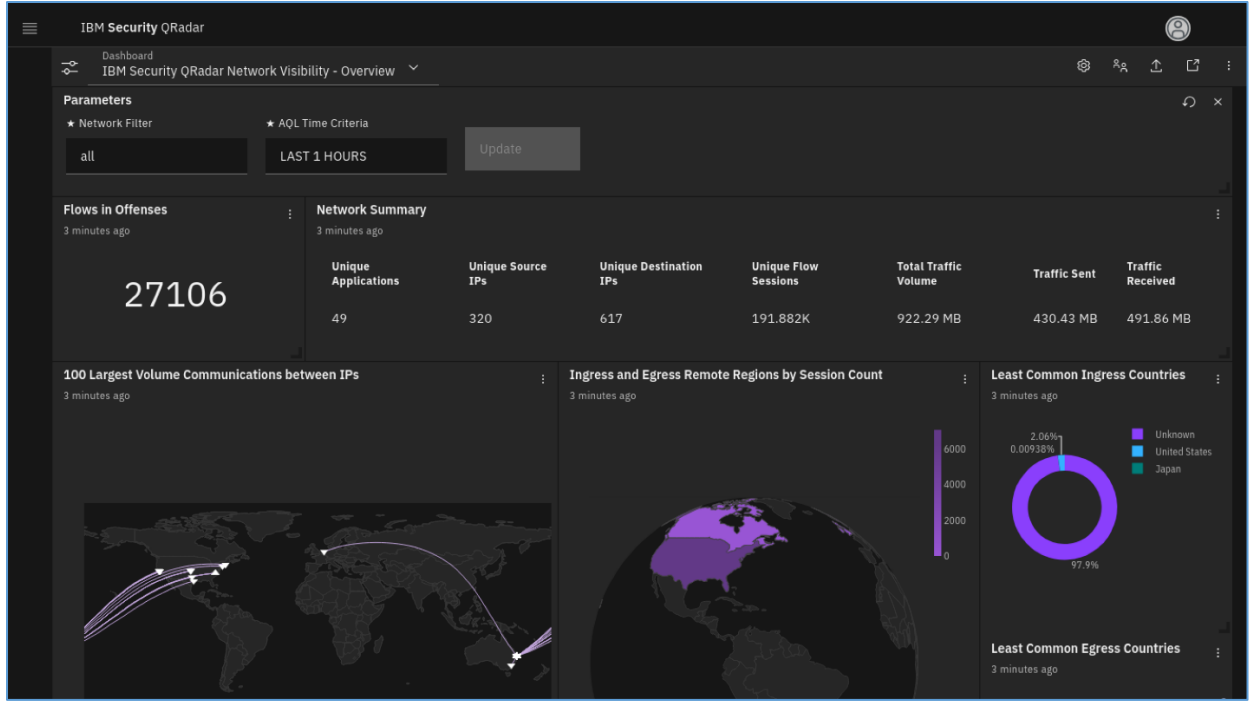 IBM Security QRadar
Dashboard
IBM Security QRadar Network Visibility - Overview
Parameters
★ Network Filter
★ AQL Time Criteria
all
LAST 1 HOURS
Update
Flows in Offenses
3 minutes ago
27106
Network Summary
3 minutes ago
Unique
Applications
Unique Source
IPs
Unique Destination
IPs
Unique Flow
Sessions
Total Traffic
Volume
Traffic Sent
Traffic
Received
49
320
617
191.882K
922.29 MB
430.43 MB
491.86 MB
100 Largest Volume Communications between IPs
3 minutes ago
Ingress and Egress Remote Regions by Session Count
3 minutes ago
6000
4000
2000
0
Least Common Ingress Countries
3 minutes ago
2.06%
0.00938%
97.9%
Unknown
United States
Japan
Least Common Egress Countries
3 minutes ago